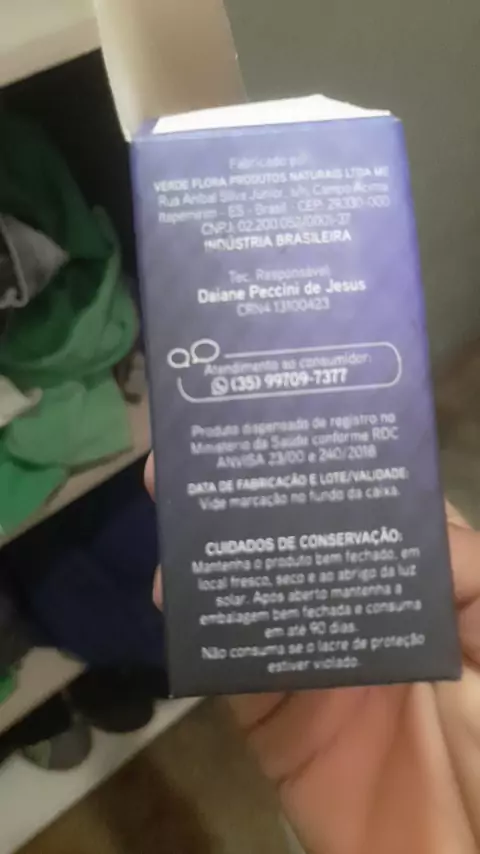 Fabricado por
VERDE FLORA PRODUTOS NATURAIS LTDA ME
Rua Anibal Silva Junior, s/n, Campo Acima
Itapemirim - ES - Brasil - CEP: 29.330-000
CNPJ: 02.200.052/0001-37
INDÚSTRIA BRASILEIRA
Tec. Responsável
Daiane Peccini de Jesus
CRN4 13100423
Atendimento ao consumidor:
(35) 99709-7377
Produto dispensado de registro no
Ministério da Saúde conforme RDC
ANVISA 23/00 e 240/2018
DATA DE FABRICAÇÃO E LOTE/VALIDADE:
Vide marcação no fundo da caixa.
CUIDADOS DE CONSERVAÇÃO:
Mantenha o produto bem fechado, em
local fresco, seco e ao abrigo da luz
solar. Após aberto mantenha a
embalagem bem fechada e consuma
em até 90 dias.
Não consuma se o lacre de proteção
estiver violado.